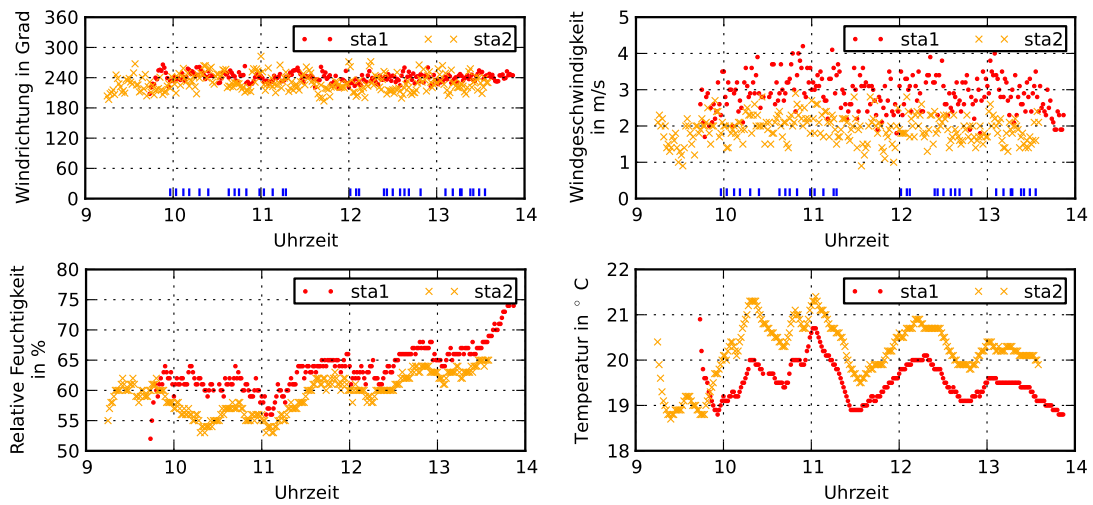 Windrichtung in Grad
360
300
240
180
120
60
0
sta1 sta2
9 10 11 12 13 14
Uhrzeit
Windgeschwindigkeit
in m/s
5
4
3
2
1
0
sta1 sta2
9 10 11 12 13 14
Uhrzeit
Relative Feuchtigkeit
in %
80
75
70
65
60
55
50
sta1 sta2
9 10 11 12 13 14
Uhrzeit
Temperatur in ° C
22
21
20
19
18
sta1 sta2
9 10 11 12 13 14
Uhrzeit